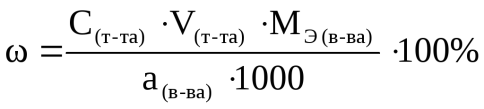 ω = C(т-та) ·V(т-та) ·MЭ(в-ва)
a(в-ва) ·1000 ·100%